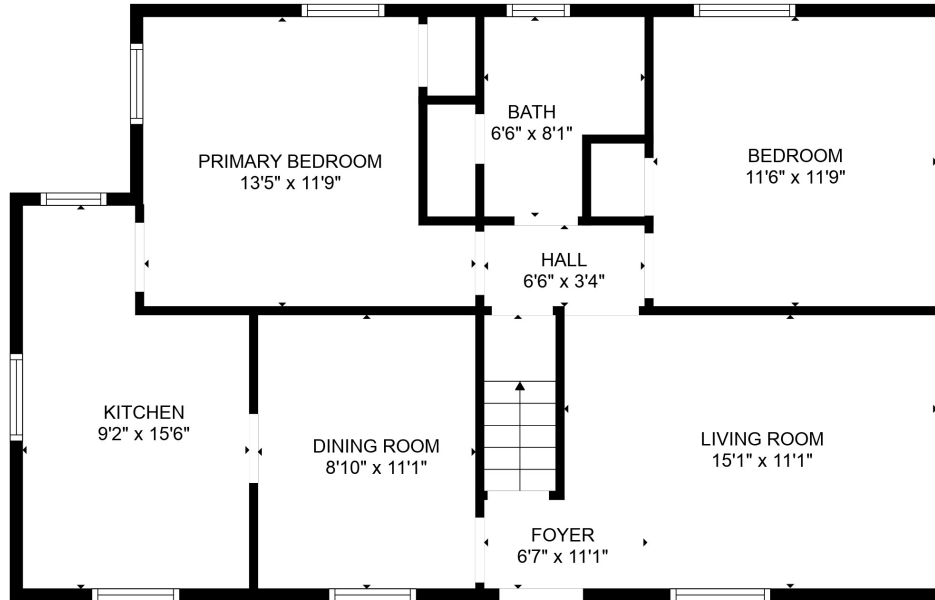 BATH
6'6" x 8'1"
PRIMARY BEDROOM
13'5" x 11'9"
BEDROOM
11'6" x 11'9"
HALL
6'6" x 3'4"
KITCHEN
9'2" x 15'6"
DINING ROOM
8'10" x 11'1"
LIVING ROOM
15'1" x 11'1"
FOYER
6'7" x 11'1"